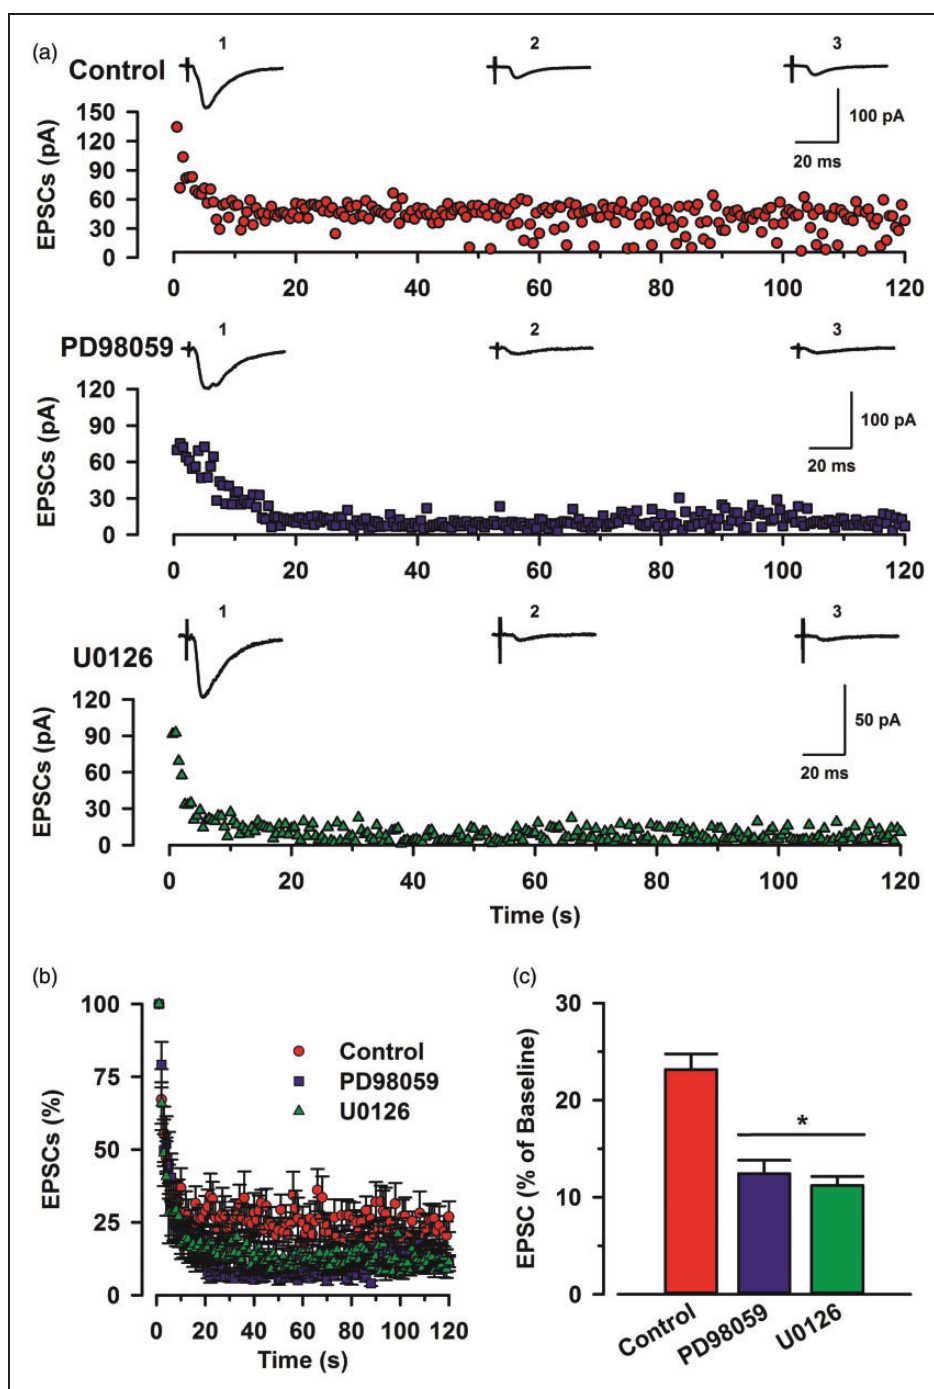 (a)
1 2 3
Control
EPSCs (pA)
150
120
90
60
30
0
100 pA
20 ms
0 20 40 60 80 100 120
1 2 3
PD98059
EPSCs (pA)
120
90
60
30
0
100 pA
20 ms
0 20 40 60 80 100 120
1 2 3
U0126
EPSCs (pA)
120
90
60
30
0
50 pA
20 ms
0 20 40 60 80 100 120
Time (s)
(b)
EPSCs (%)
100
75
50
25
0
Control
PD98059
U0126
0 20 40 60 80 100 120
Time (s)
(c)
EPSC (% of Baseline)
30
20
10
0
*
Control
PD98059
U0126